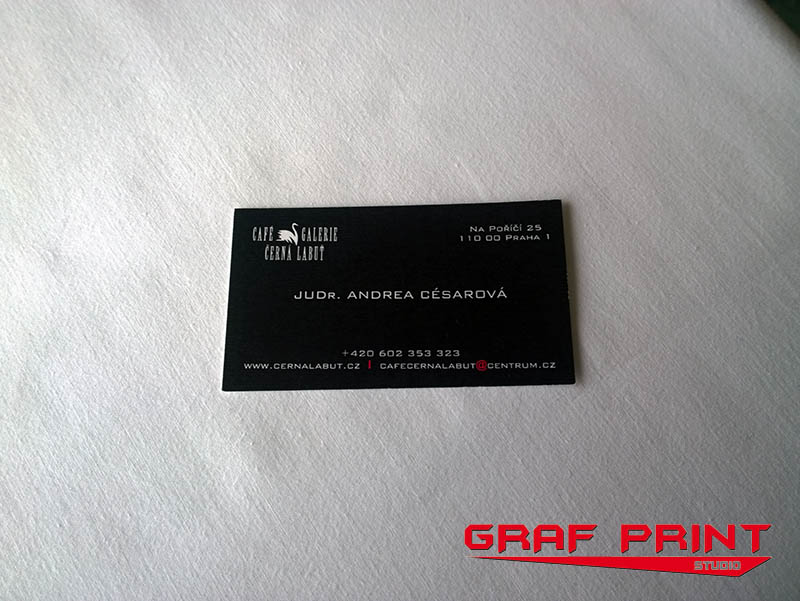 CAFÉ GALERIE
ČERNÁ LABUŤ
NA POŘÍČÍ 25
110 00 PRAHA 1
JUDR. ANDREA CÉSAROVÁ
+420 602 353 323
WWW.CERNALABUT.CZ | CAFECERNALABUT@CENTRUM.CZ
GRAF PRINT
STUDIO